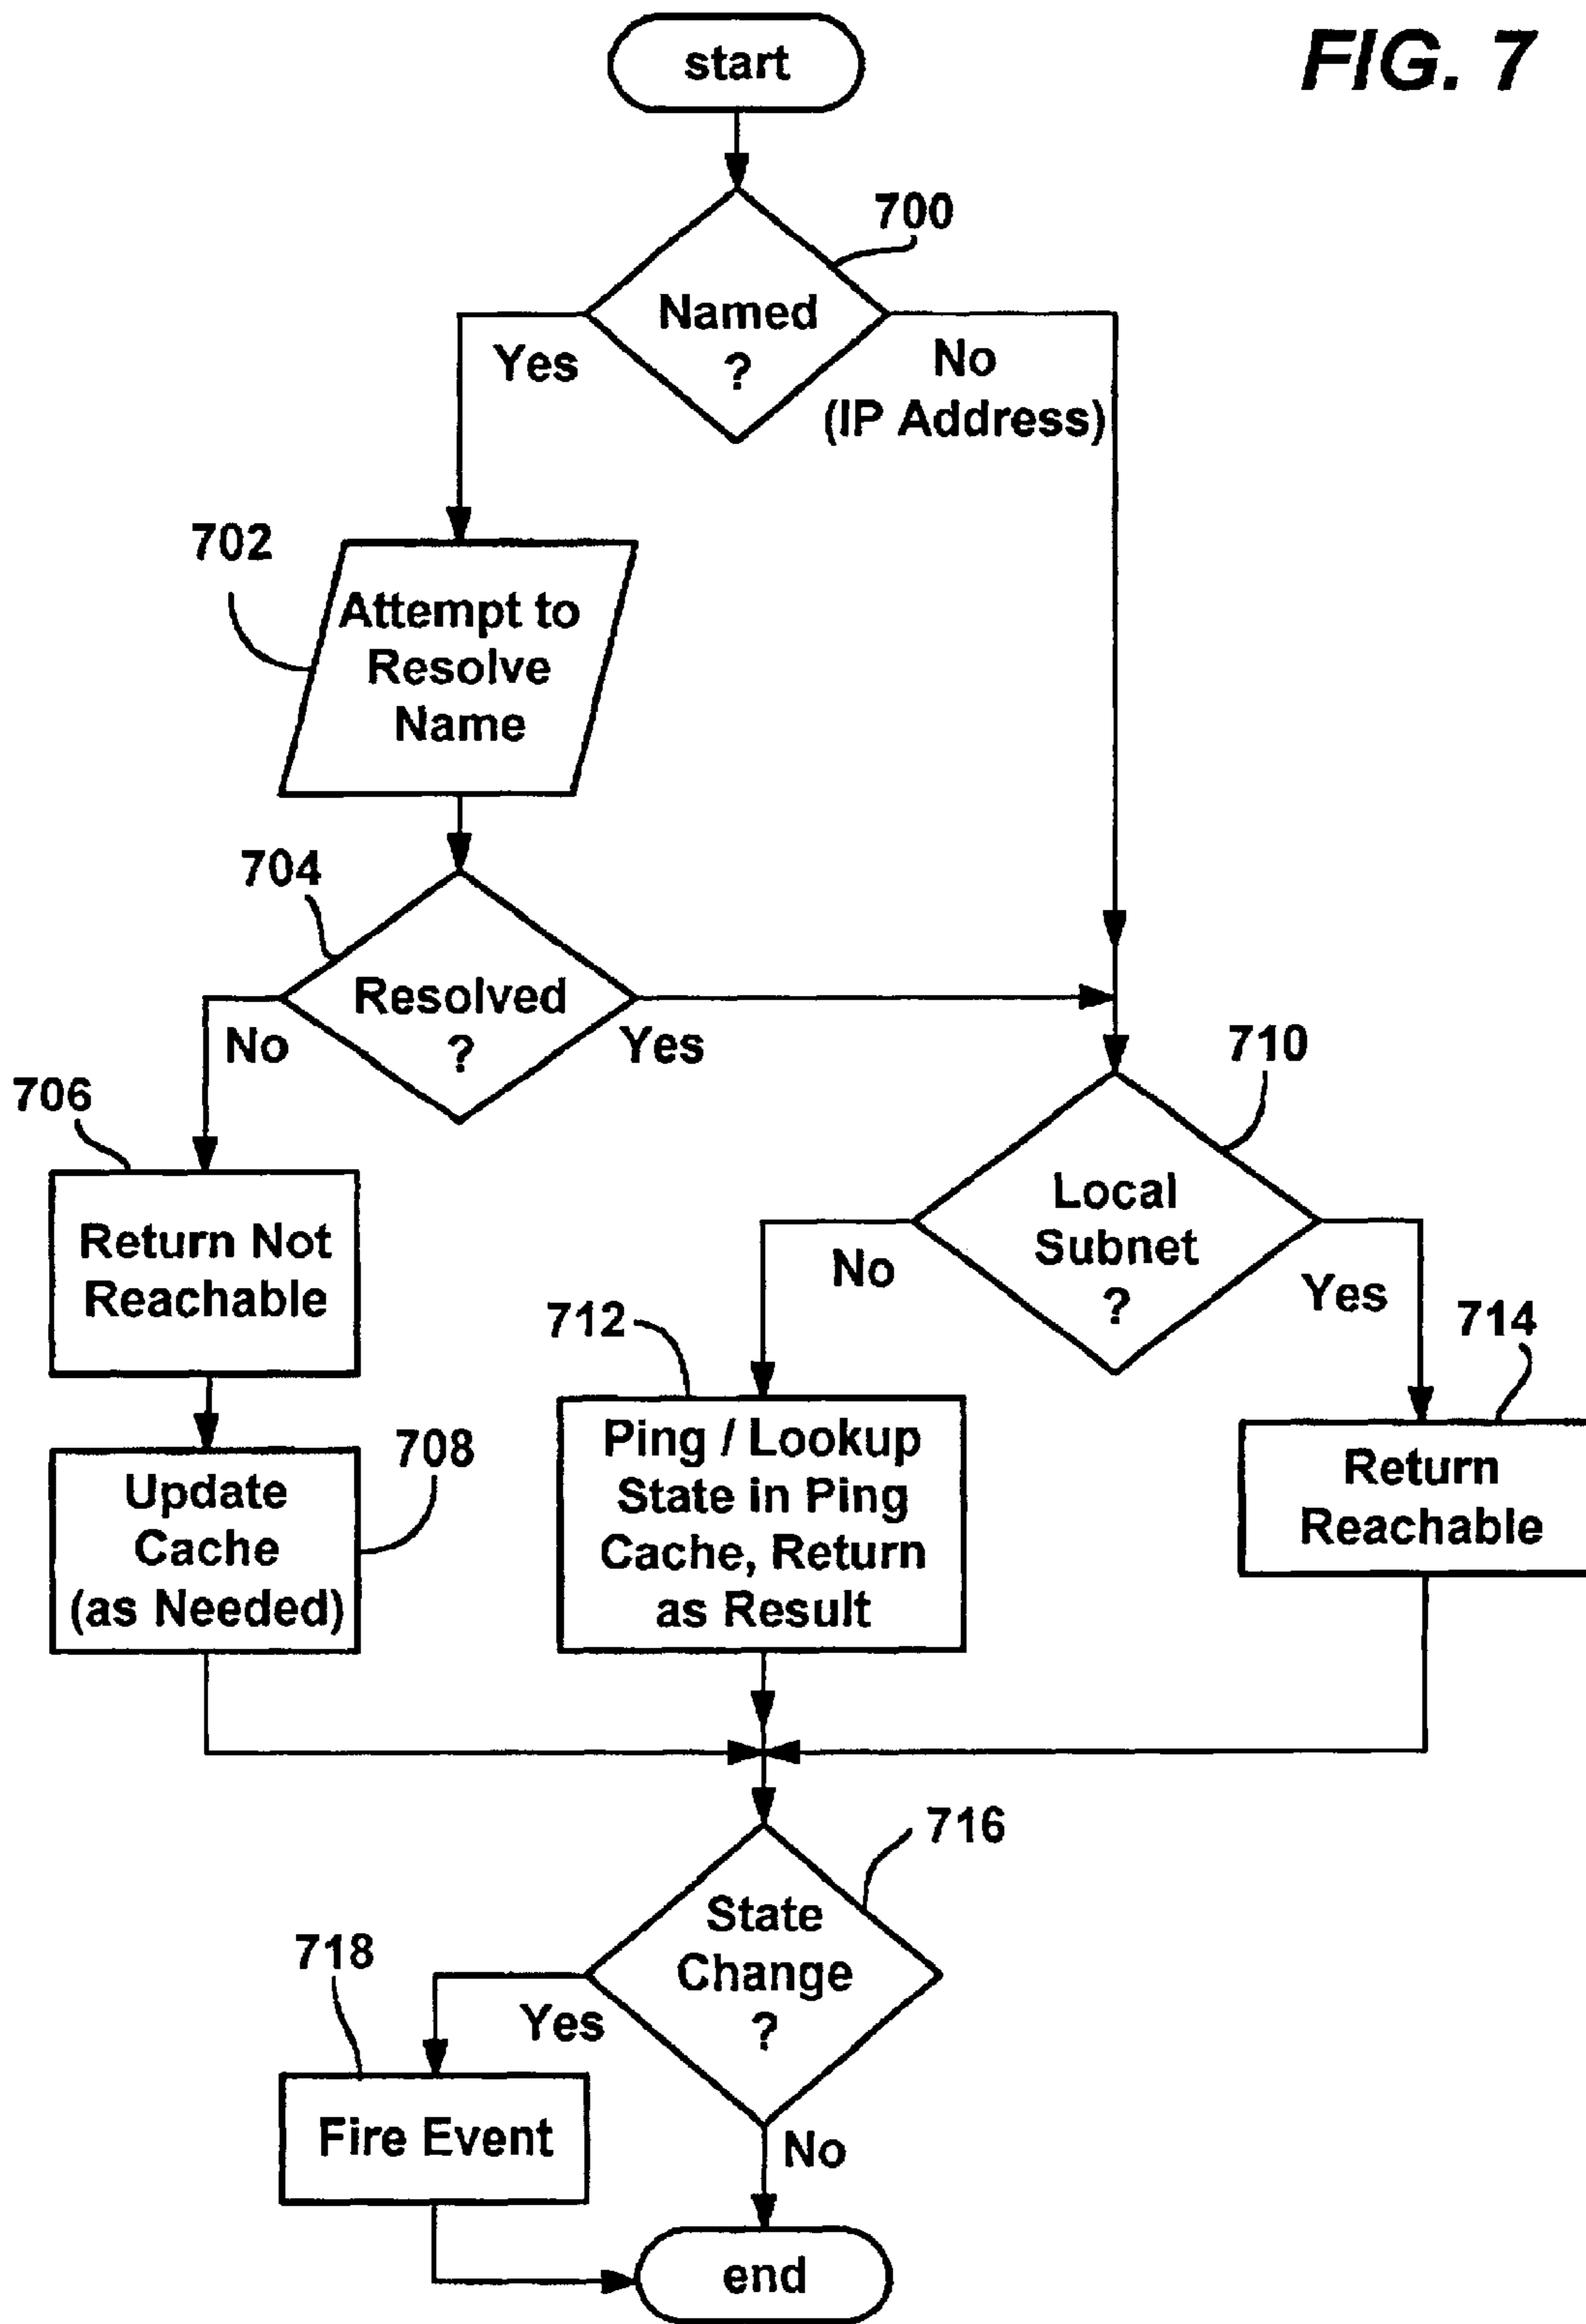 FIG. 7
start
700
Named
?
Yes
No
(IP Address)
702
Attempt to
Resolve
Name
704
Resolved
?
No
Yes
706
710
Return Not
Reachable
Local
Subnet
?
No
Yes
712
714
708
Update
Cache
(as Needed)
Ping / Lookup
State in Ping
Cache, Return
as Result
Return
Reachable
716
State
Change
?
718
Yes
No
Fire Event
end